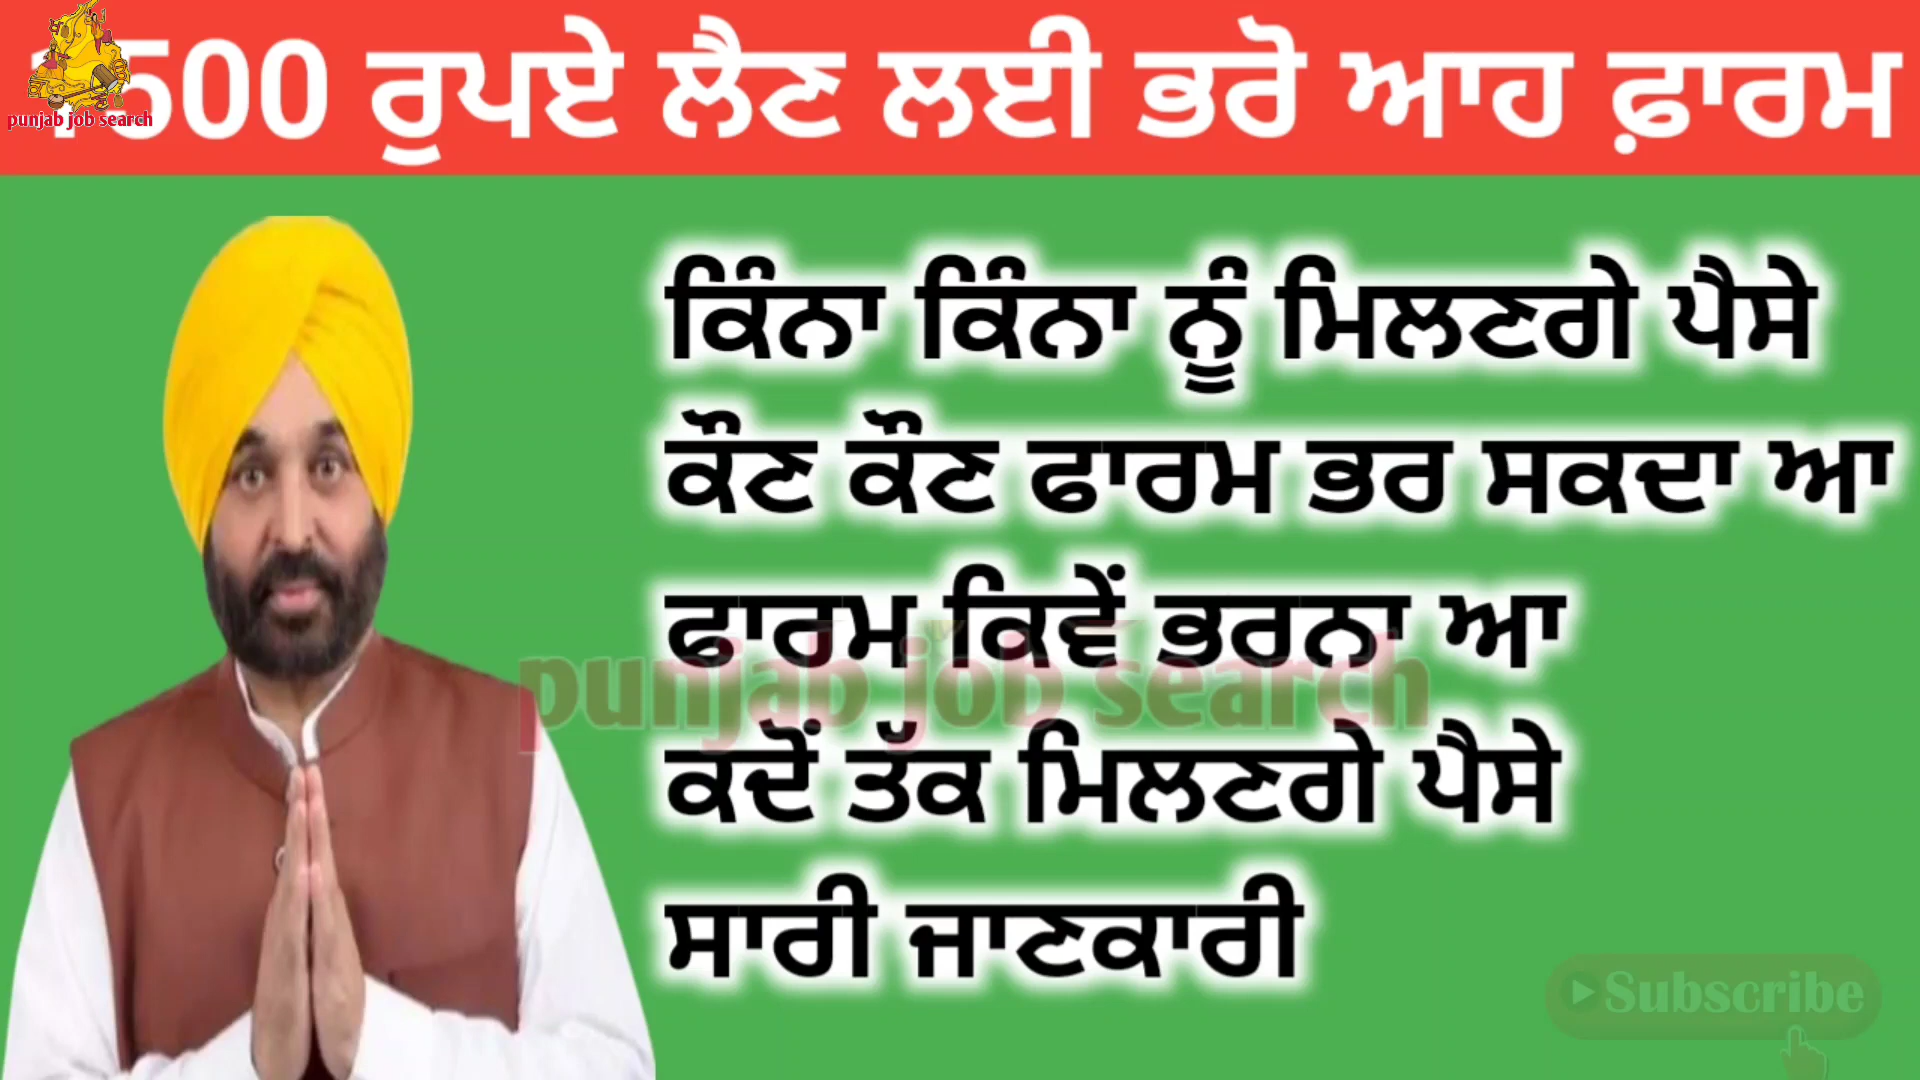 1500 ਰੁਪਏ ਲੈਣ ਲਈ ਭਰੋ ਆਹ ਫ਼ਾਰਮ
punjab job search
ਕਿੰਨਾ ਕਿੰਨਾ ਨੂੰ ਮਿਲਣਗੇ ਪੈਸੇ
ਕੌਣ ਕੌਣ ਫਾਰਮ ਭਰ ਸਕਦਾ ਆ
ਫਾਰਮ ਕਿਵੇਂ ਭਰਨਾ ਆ
punjab job search
ਕਦੋਂ ਤੱਕ ਮਿਲਣਗੇ ਪੈਸੇ
ਸਾਰੀ ਜਾਣਕਾਰੀ
Subscribe